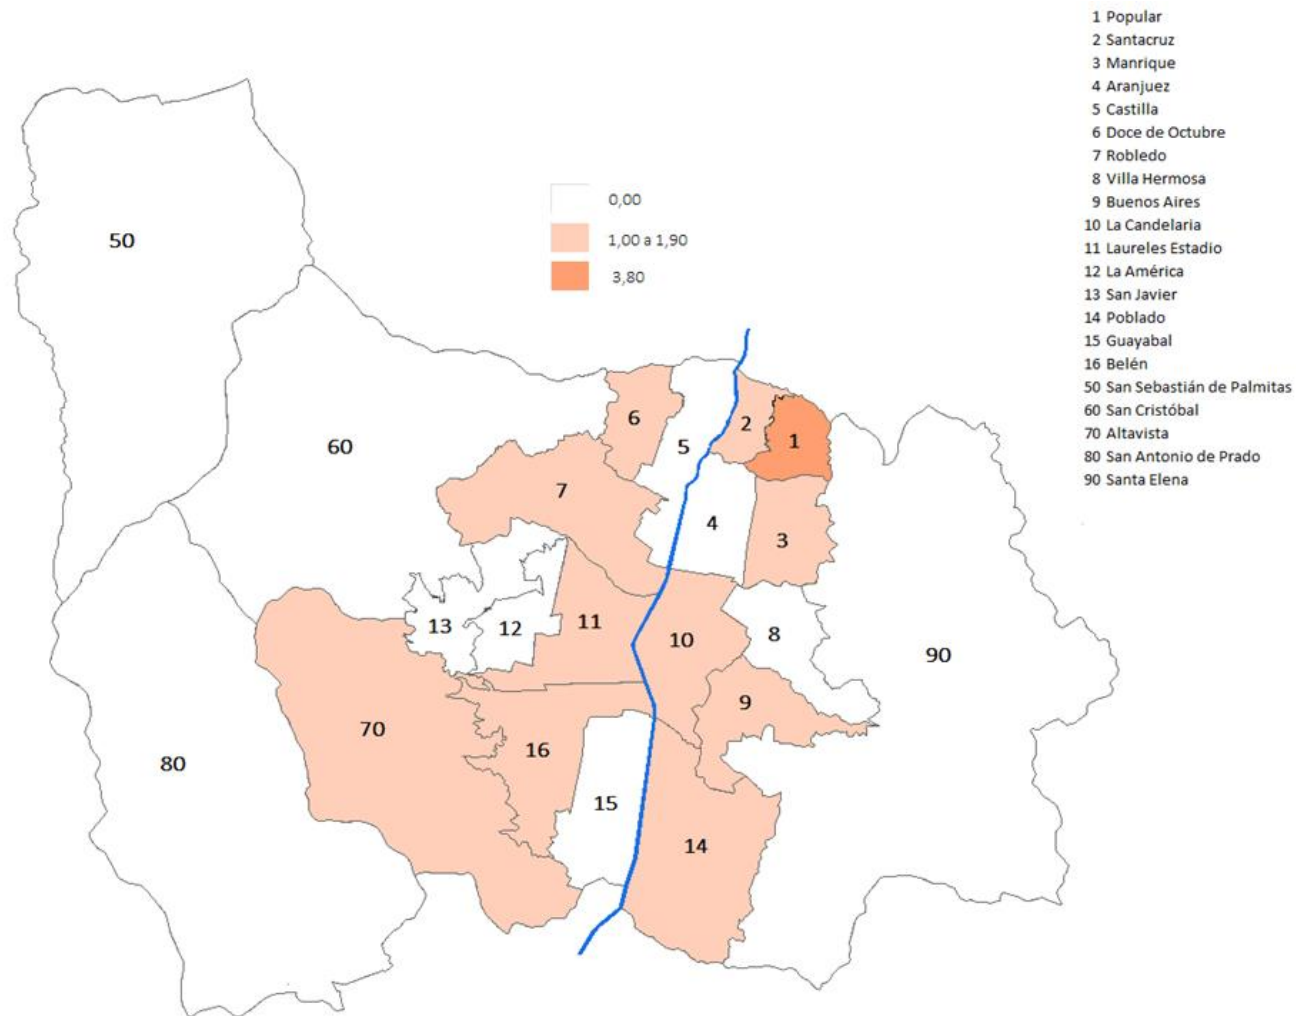 1 Popular
2 Santacruz
3 Manrique
4 Aranjuez
5 Castilla
6 Doce de Octubre
7 Robledo
8 Villa Hermosa
9 Buenos Aires
10 La Candelaria
11 Laureles Estadio
12 La América
13 San Javier
14 Poblado
15 Guayabal
16 Belén
50 San Sebastián de Palmitas
60 San Cristóbal
70 Altavista
80 San Antonio de Prado
90 Santa Elena
0,00
1,00 a 1,90
3,80
50
60
6
5
2
1
7
4
3
13
12
11
10
8
90
9
70
16
80
15
14